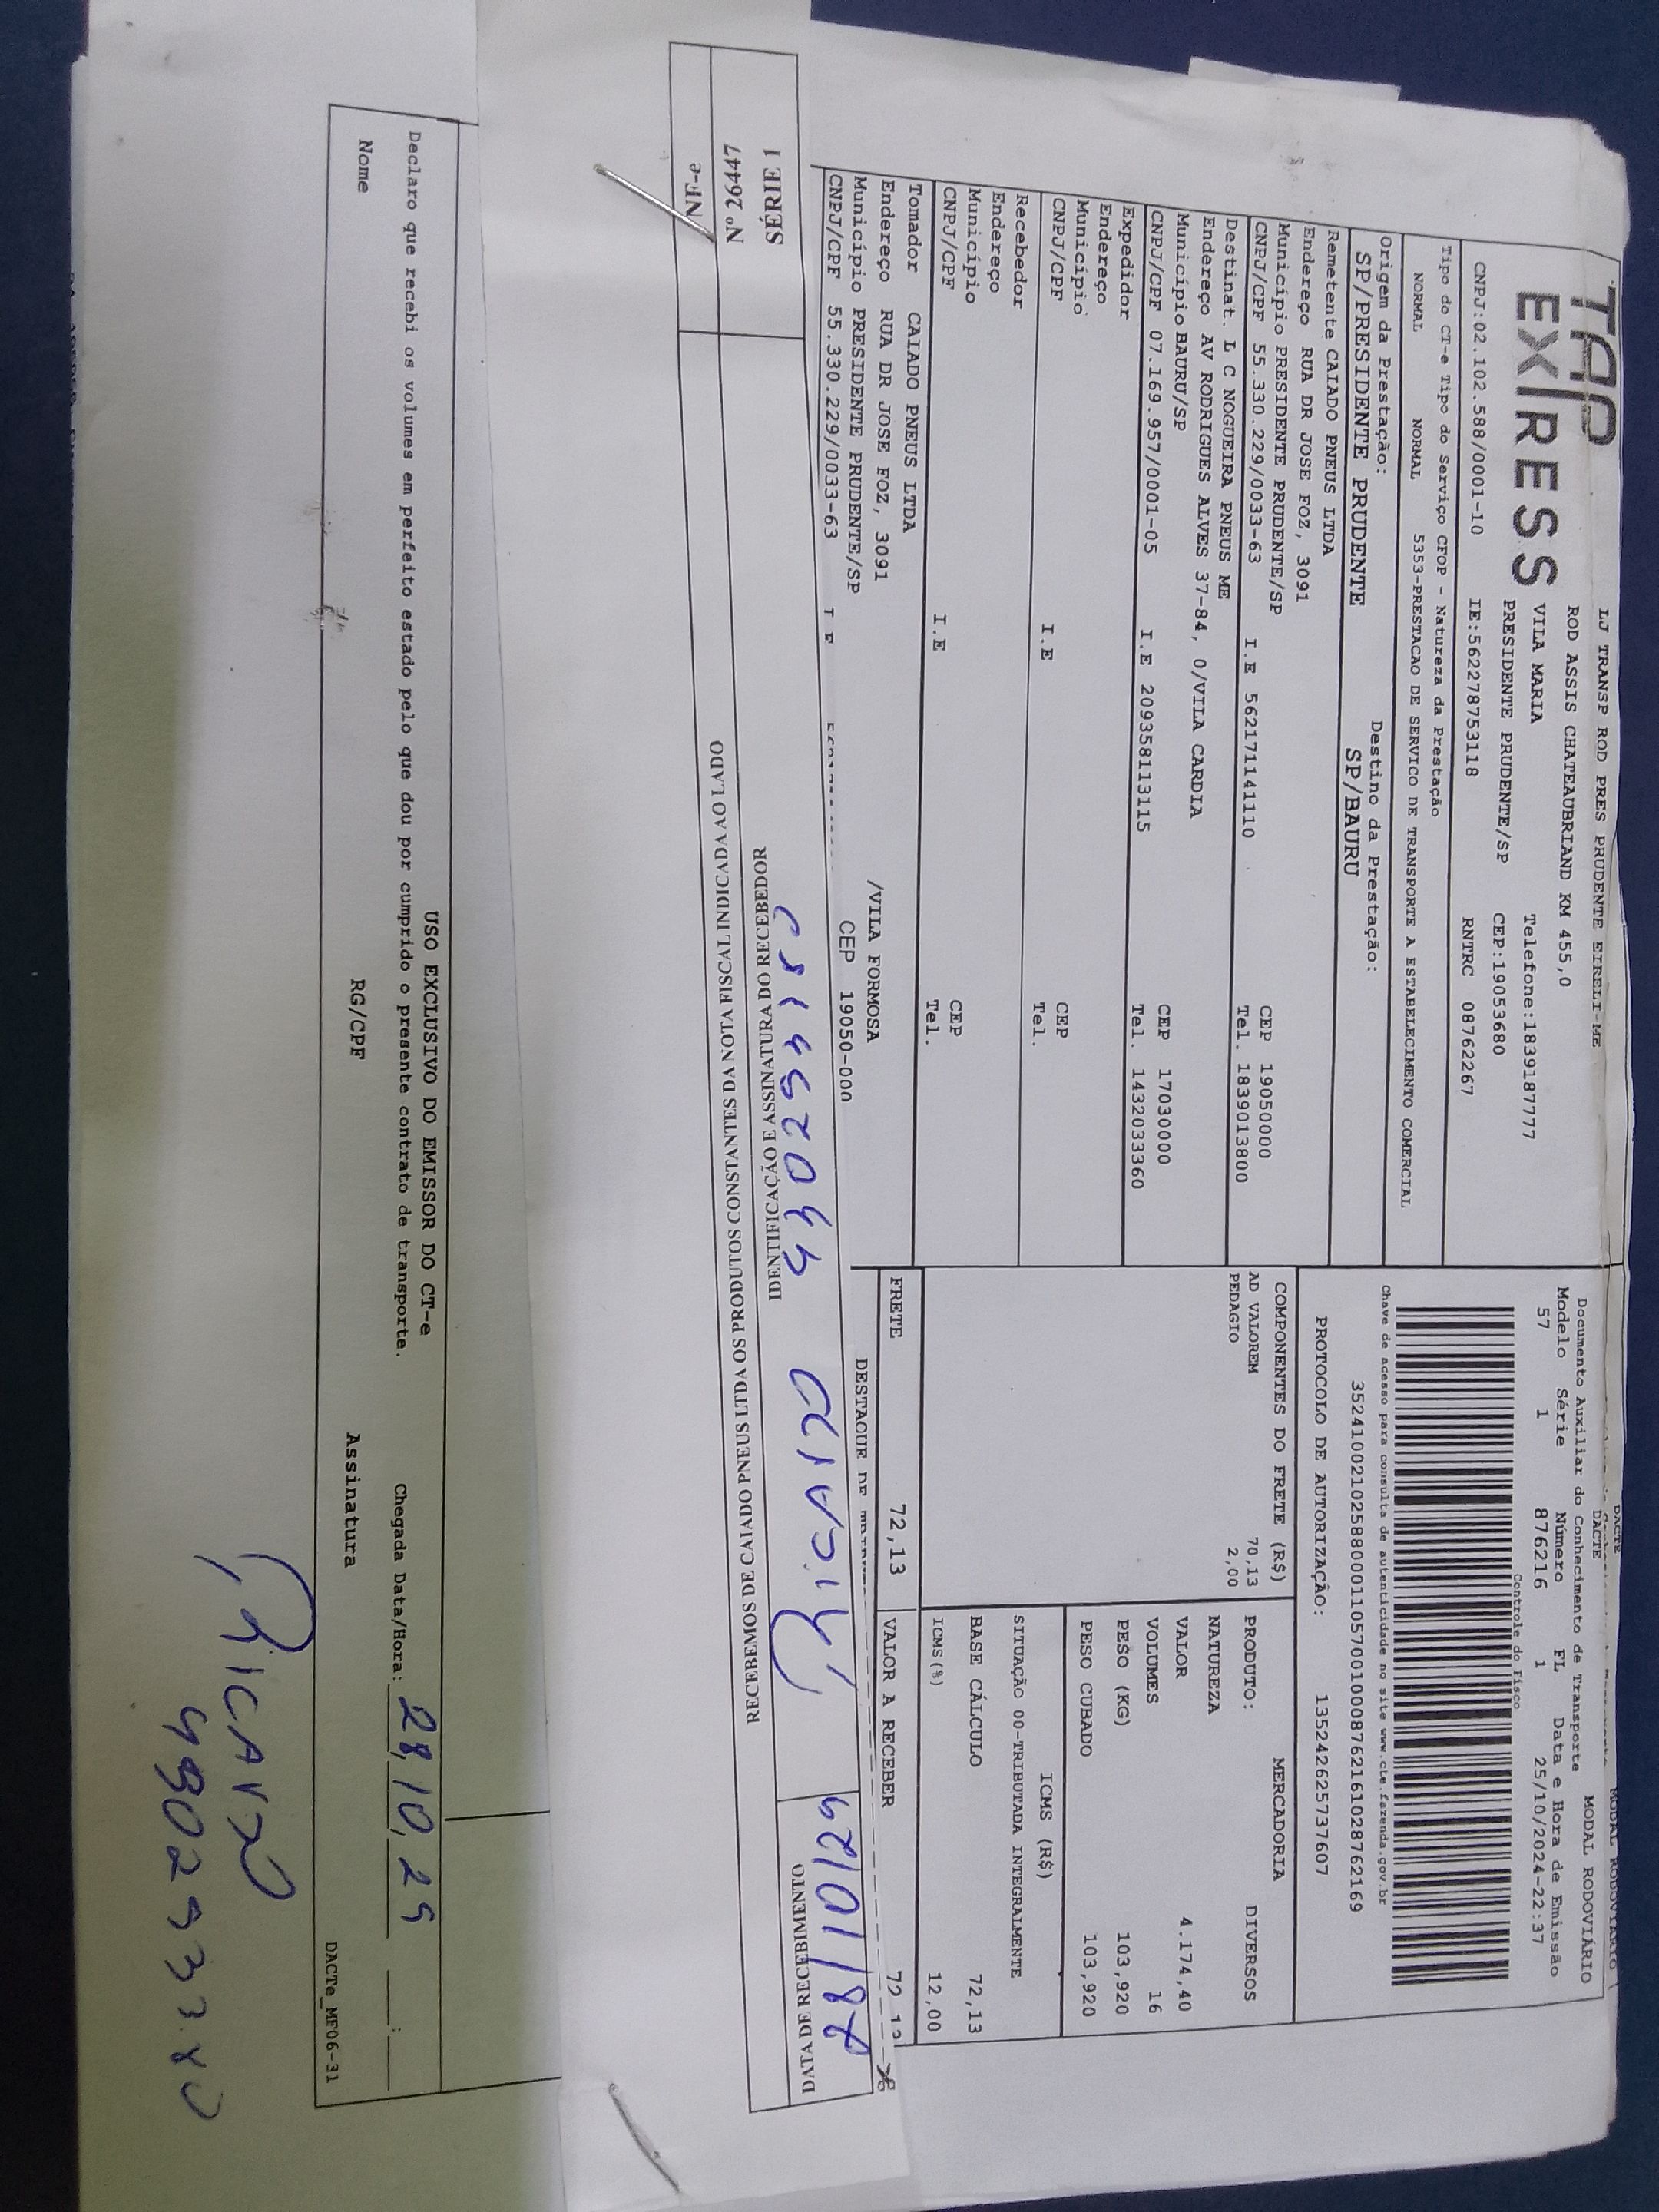 TAP
EXPRESS
LJ TRANSP ROD PRES PRUDENTE EIRELI-ME
ROD ASSIS CHATEAUBRIAND KM 455,0
VILA MARIA Telefone:1839187777
PRESIDENTE PRUDENTE/SP CEP:19053680
CNPJ:02.102.588/0001-10 IE:562278753118 RNTRC 08762267
DACTE
DACTE MODAL RODOVIÁRIO
Documento Auxiliar do Conhecimento de Transporte
Modelo Série Número FL Data e Hora de Emissão
57 1 876216 1 25/10/2024-22:37
Controle do Fisco
Tipo do CT-e Tipo do Serviço CFOP - Natureza da Prestação
NORMAL NORMAL 5353-PRESTACAO DE SERVICO DE TRANSPORTE A ESTABELECIMENTO COMERCIAL
Chave de acesso para consulta de autenticidade no site www.cte.fazenda.gov.br
35241002102588000110570010008762161028762169
Origem da Prestação: Destino da Prestação:
SP/PRESIDENTE PRUDENTE SP/BAURU
PROTOCOLO DE AUTORIZAÇÃO: 135242625737607
Remetente CAIADO PNEUS LTDA
Endereço RUA DR JOSE FOZ, 3091
Município PRESIDENTE PRUDENTE/SP CEP 19050000
CNPJ/CPF 55.330.229/0033-63 I.E 562171141110 Tel. 1839013800
Destinat. L C NOGUEIRA PNEUS ME
Endereço AV RODRIGUES ALVES 37-84, 0/VILA CARDIA
Município BAURU/SP CEP 17030000
CNPJ/CPF 07.169.957/0001-05 I.E 209358113115 Tel. 1432033360
Expedidor
Endereço
Município CEP
CNPJ/CPF I.E Tel.
Recebedor
Endereço
Município CEP
CNPJ/CPF I.E Tel.
Tomador CAIADO PNEUS LTDA
Endereço RUA DR JOSE FOZ, 3091 /VILA FORMOSA
Município PRESIDENTE PRUDENTE/SP CEP 19050-000
CNPJ/CPF 55.330.229/0033-63 I E
COMPONENTES DO FRETE (R$)
AD VALOREM 70,13
PEDAGIO 2,00
MERCADORIA
PRODUTO: DIVERSOS
NATUREZA
VALOR 4.174,40
VOLUMES 16
PESO (KG) 103,920
PESO CUBADO 103,920
ICMS (R$)
SITUAÇÃO 00-TRIBUTADA INTEGRALMENTE
BASE CÁLCULO 72,13
ICMS(%) 12,00
FRETE 72,13 VALOR A RECEBER 72,13
DESTAQUE DE
NF-e
Nº 26447
SÉRIE 1
RECEBEMOS DE CAIADO PNEUS LTDA OS PRODUTOS CONSTANTES DA NOTA FISCAL INDICADA AO LADO
DATA DE RECEBIMENTO
28/10/29
IDENTIFICAÇÃO E ASSINATURA DO RECEBEDOR
USO EXCLUSIVO DO EMISSOR DO CT-e
Declaro que recebi os volumes em perfeito estado pelo que dou por cumprido o presente contrato de transporte. Chegada Data/Hora: 28,10,29 :
Nome RG/CPF Assinatura
DACTe_MF06-31